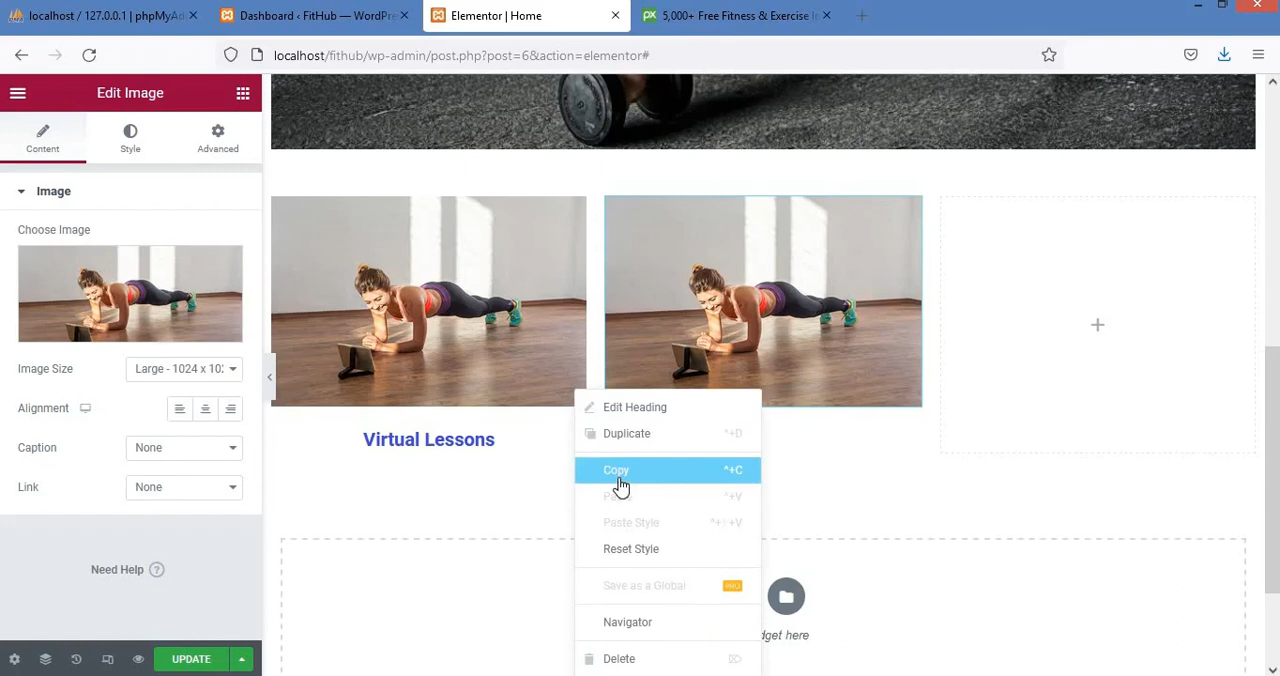 localhost / 127.0.0.1 | phpMyAd
Dashboard ‹ FitHub — WordPre
Elementor | Home
5,000+ Free Fitness & Exercise I
localhost/fithub/wp-admin/post.php?post=6&action=elementor#
Edit Image
Content
Style
Advanced
Image
Choose Image
Image Size
Large - 1024 x 102
Alignment
Caption
None
Link
None
Need Help ?
UPDATE
Virtual Lessons
Edit Heading
Duplicate ^+D
Copy ^+C
^+V
Paste Style ^+⇧+V
Reset Style
Save as a Global PRO
Navigator
Delete ⌦
here